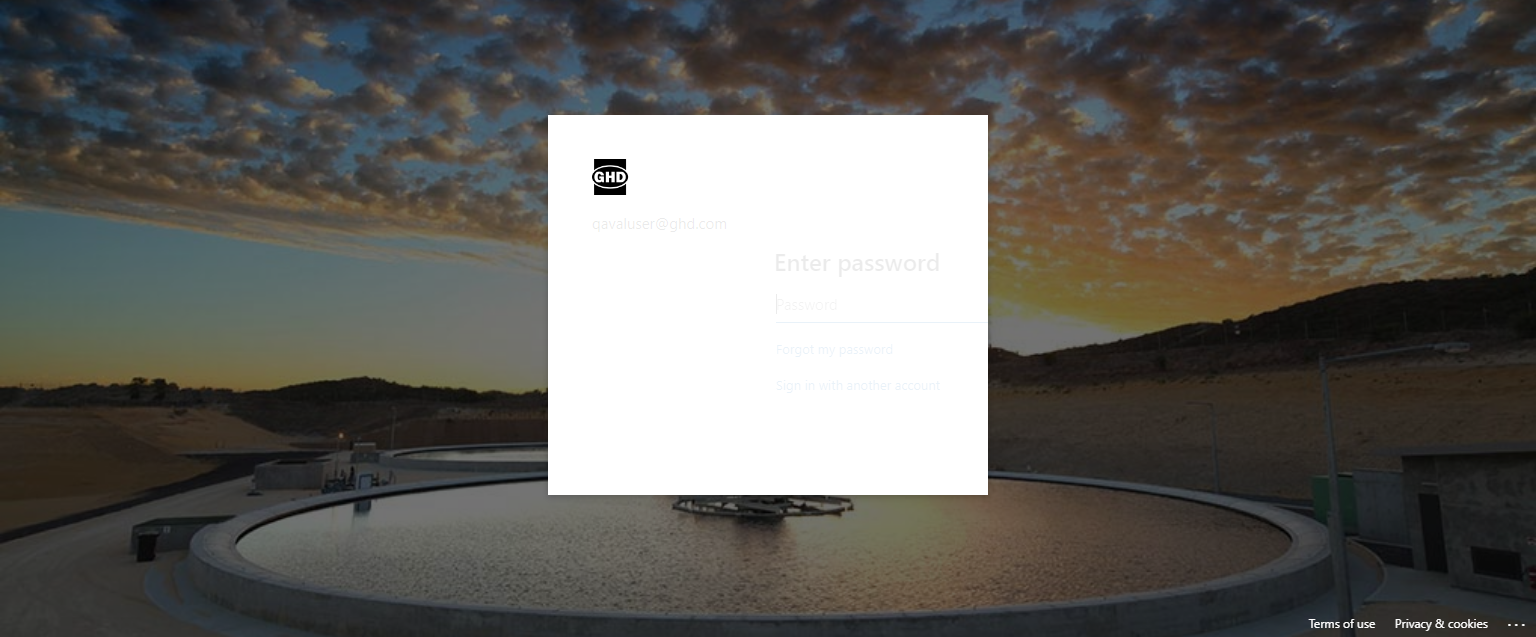 GHD
qavaluser@ghd.com
Enter password
Password
Forgot my password
Sign in with another account
Terms of use Privacy & cookies ...